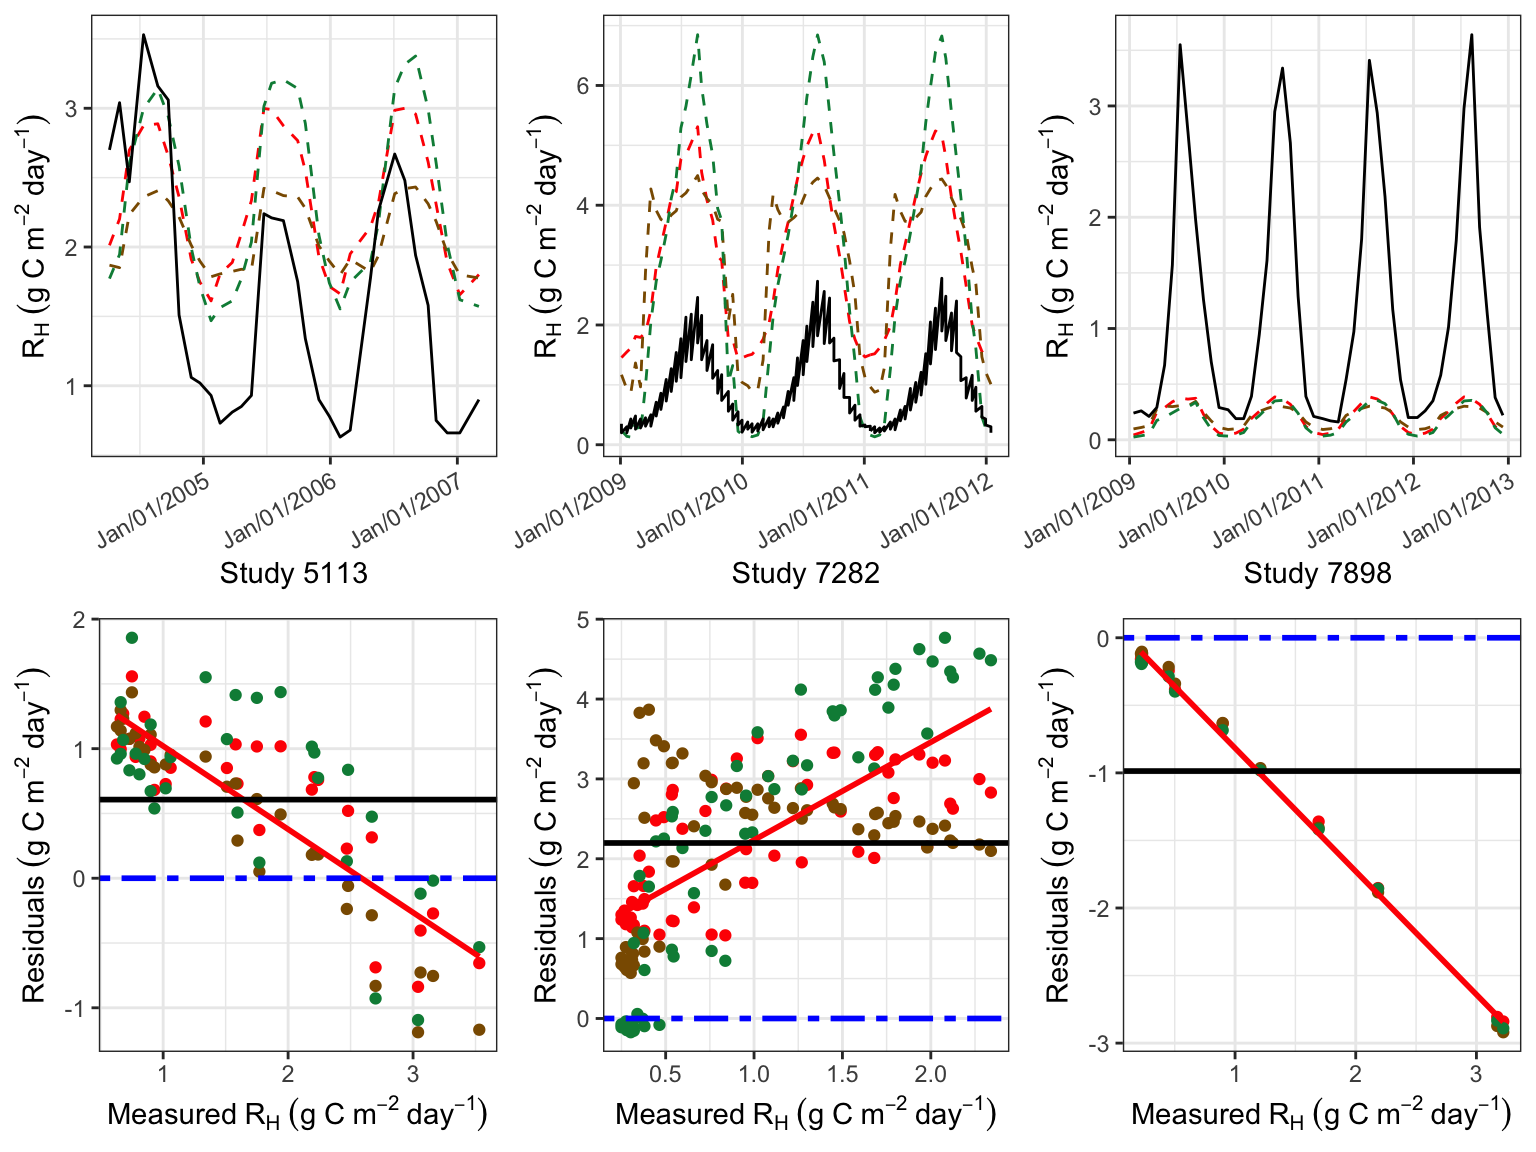 R_H (g C m⁻² day⁻¹)
3
2
1
Jan/01/2005
Jan/01/2006
Jan/01/2007
Study 5113
R_H (g C m⁻² day⁻¹)
6
4
2
0
Jan/01/2009
Jan/01/2010
Jan/01/2011
Jan/01/2012
Study 7282
R_H (g C m⁻² day⁻¹)
3
2
1
0
Jan/01/2009
Jan/01/2010
Jan/01/2011
Jan/01/2012
Jan/01/2013
Study 7898
Residuals (g C m⁻² day⁻¹)
2
1
0
-1
1 2 3
Measured R_H (g C m⁻² day⁻¹)
Residuals (g C m⁻² day⁻¹)
5
4
3
2
1
0
0.5 1.0 1.5 2.0
Measured R_H (g C m⁻² day⁻¹)
Residuals (g C m⁻² day⁻¹)
0
-1
-2
-3
1 2 3
Measured R_H (g C m⁻² day⁻¹)